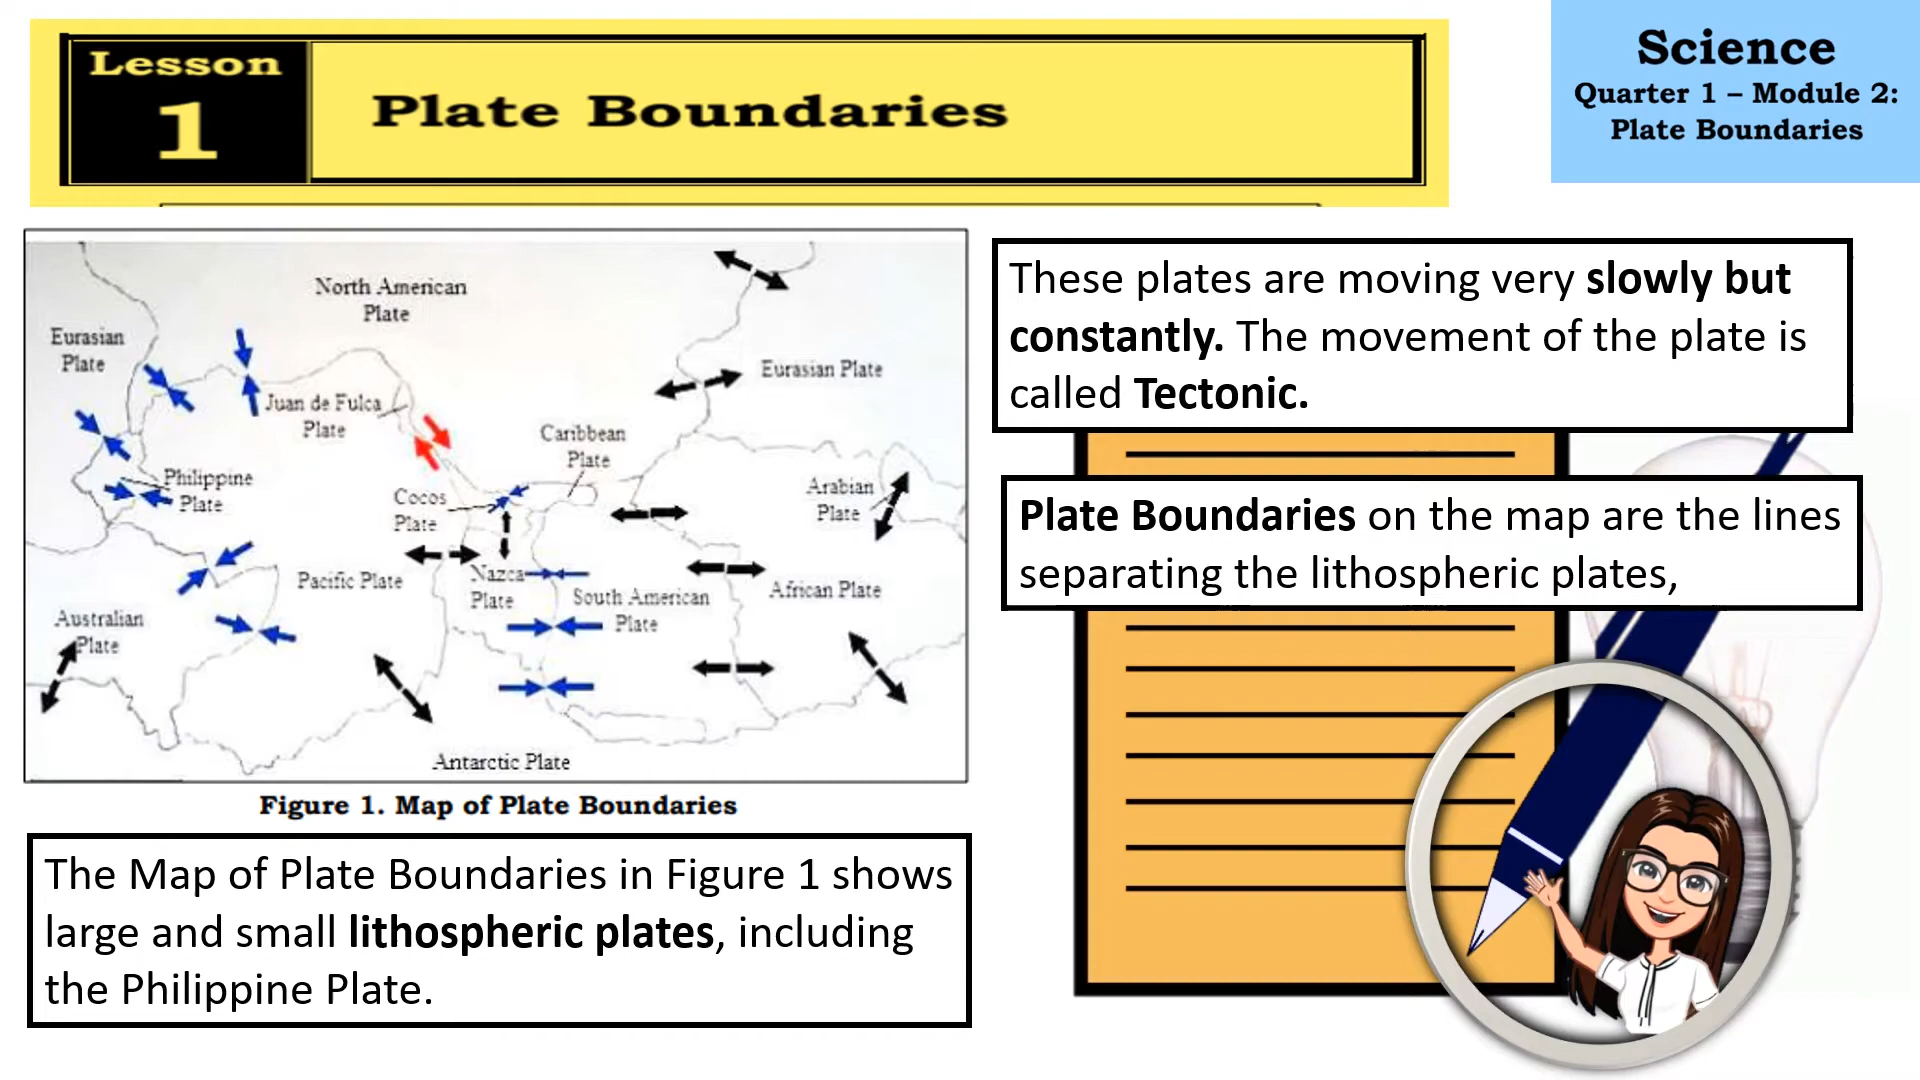 Lesson
1
Plate Boundaries
Science
Quarter 1 – Module 2:
Plate Boundaries
North American
Plate
Eurasian
Plate
Juan de Fulca
Plate
Eurasian Plate
Caribbean
Plate
Philippine
Plate
Cocos
Plate
Arabian
Plate
Pacific Plate
Nazca
Plate
South American
Plate
African Plate
Australian
Plate
Antarctic Plate
Figure 1. Map of Plate Boundaries
The Map of Plate Boundaries in Figure 1 shows
large and small lithospheric plates, including
the Philippine Plate.
These plates are moving very slowly but
constantly. The movement of the plate is
called Tectonic.
Plate Boundaries on the map are the lines
separating the lithospheric plates,